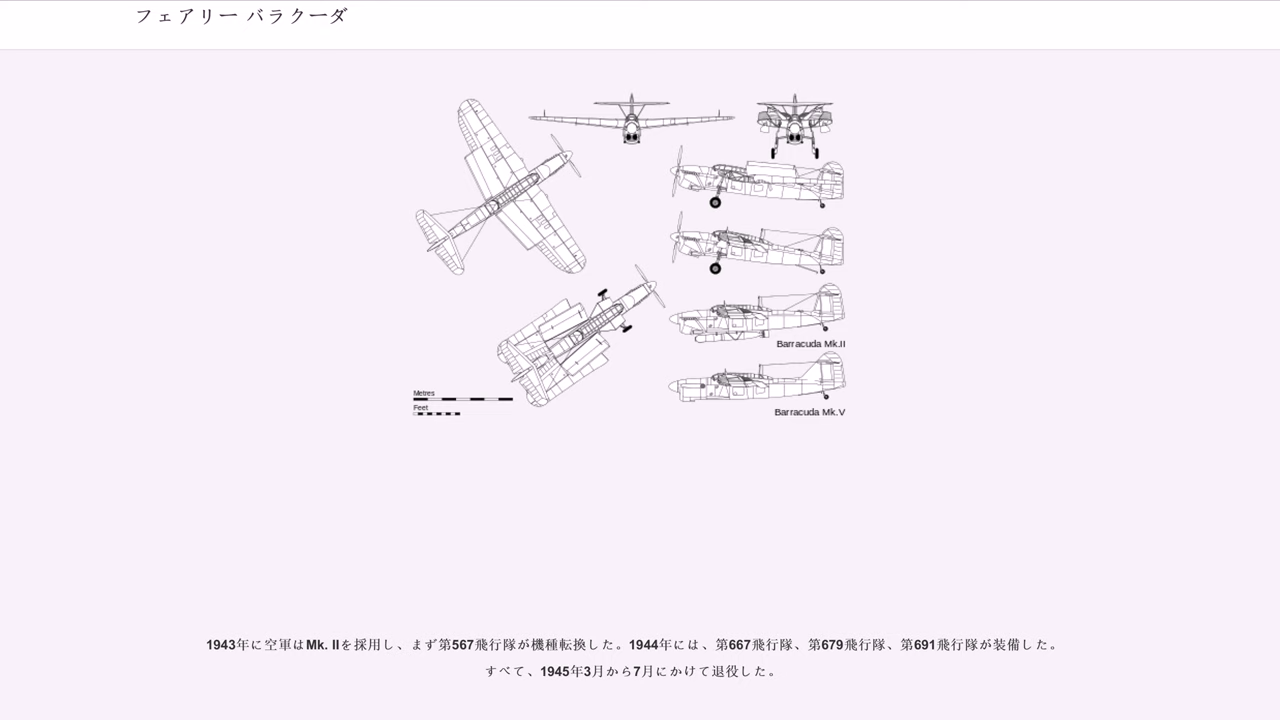 フェアリー バラクーダ
Barracuda Mk.II
Metres
Feet
Barracuda Mk.V
1943年に空軍はMk. IIを採用し、まず第567飛行隊が機種転換した。1944年には、第667飛行隊、第679飛行隊、第691飛行隊が装備した。
すべて、1945年3月から7月にかけて退役した。